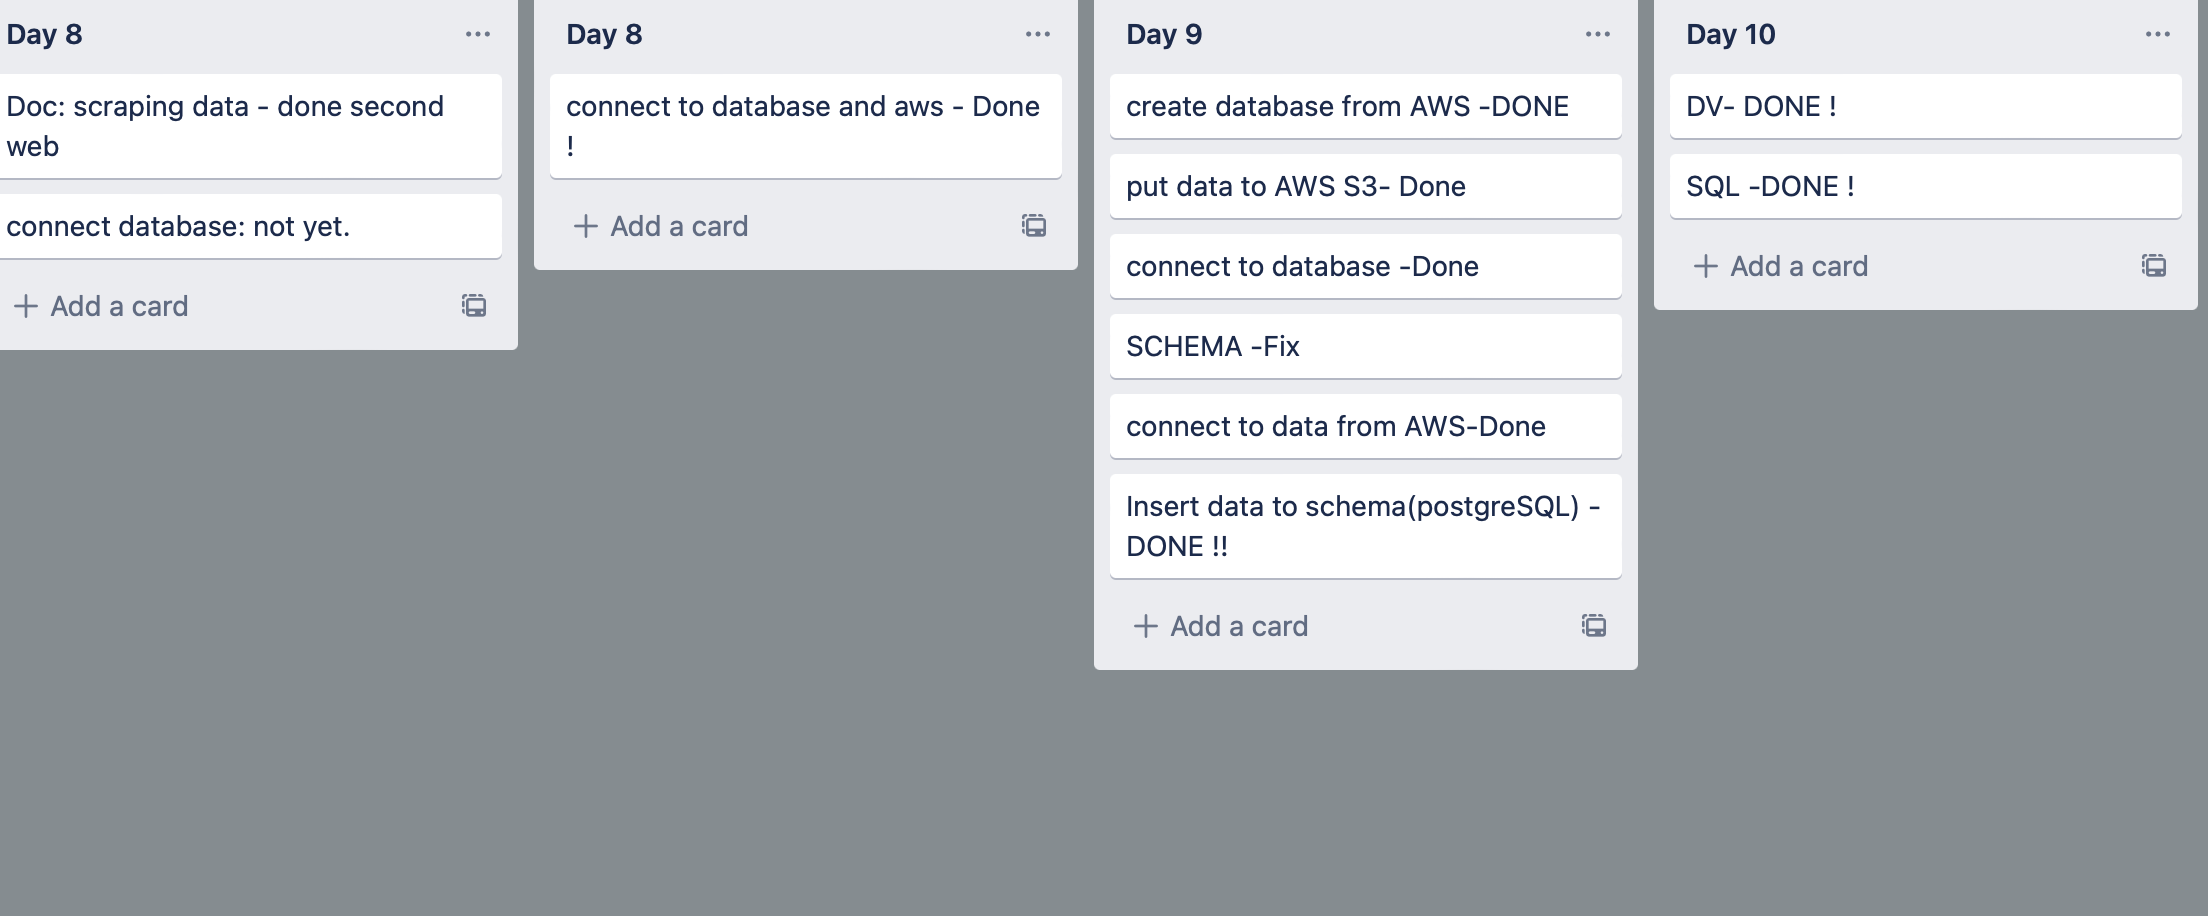 Day 8
Doc: scraping data - done second
web
connect database: not yet.
+ Add a card
Day 8
connect to database and aws - Done
!
+ Add a card
Day 9
create database from AWS -DONE
put data to AWS S3- Done
connect to database -Done
SCHEMA -Fix
connect to data from AWS-Done
Insert data to schema(postgreSQL) -
DONE !!
+ Add a card
Day 10
DV- DONE !
SQL -DONE !
+ Add a card